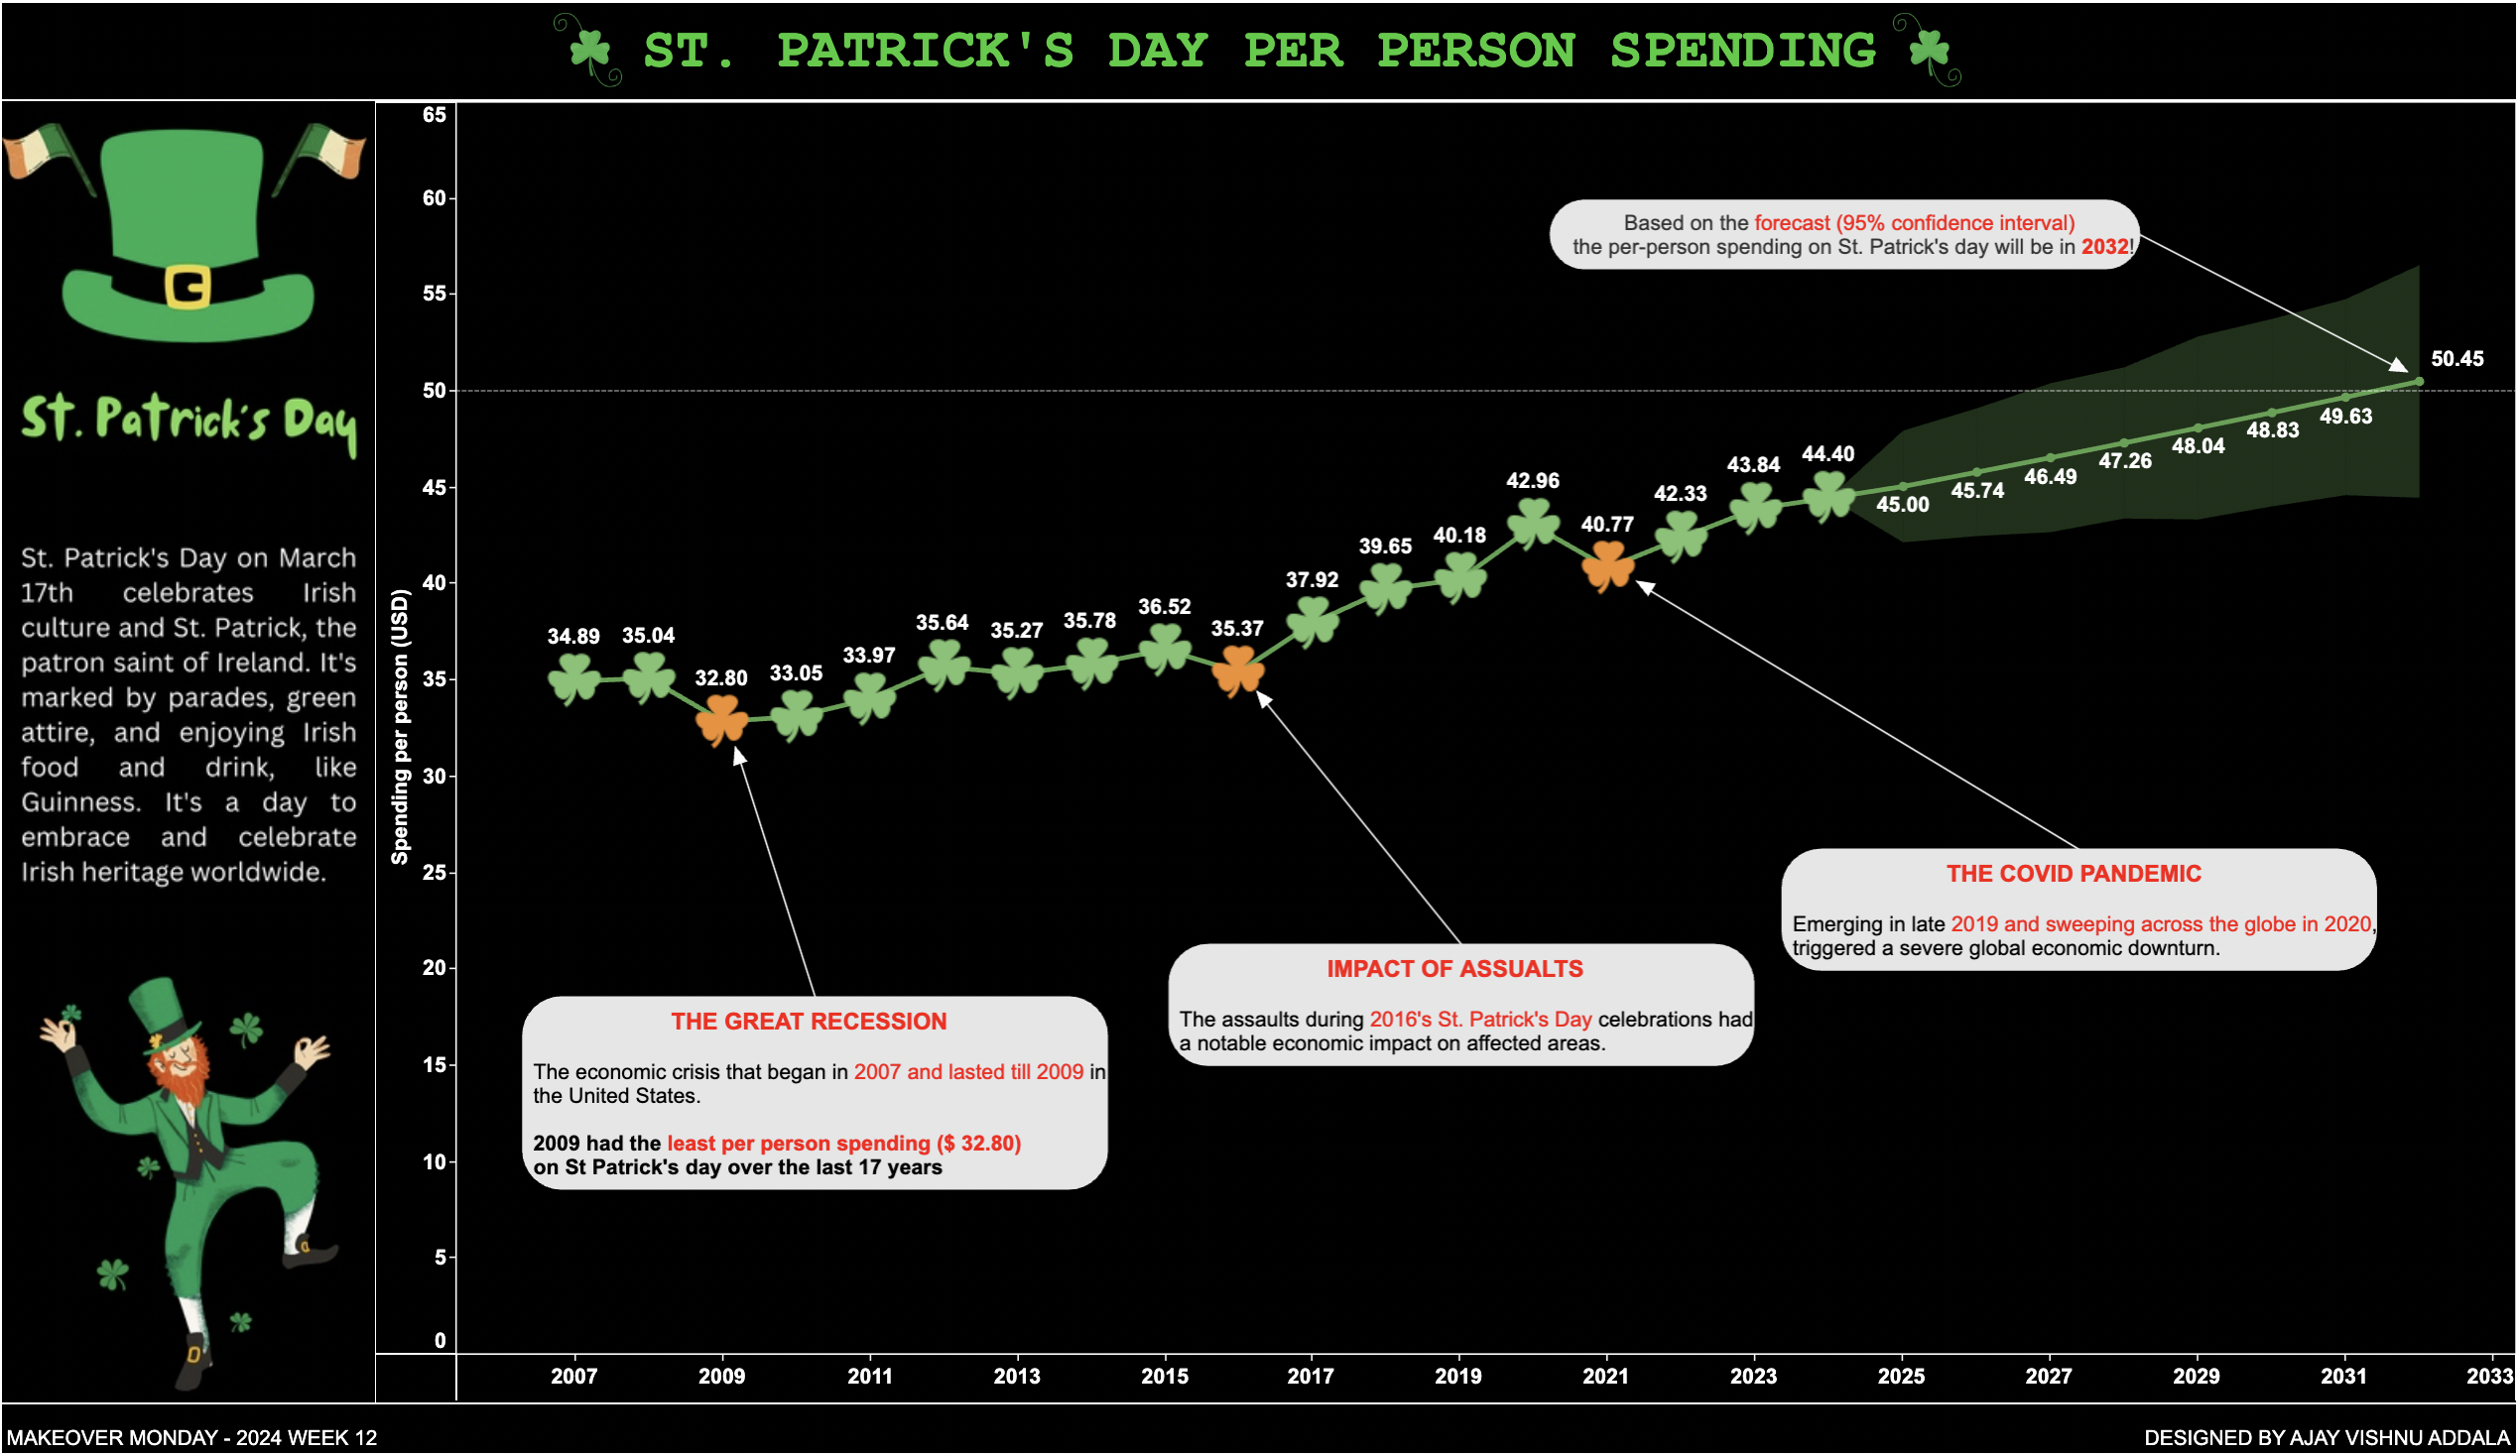 ST. PATRICK'S DAY PER PERSON SPENDING
St. Patrick's Day
St. Patrick's Day on March
17th celebrates Irish
culture and St. Patrick, the
patron saint of Ireland. It's
marked by parades, green
attire, and enjoying Irish
food and drink, like
Guinness. It's a day to
embrace and celebrate
Irish heritage worldwide.
Spending per person (USD)
65
60
55
50
45
40
35
30
25
20
15
10
5
0
Based on the forecast (95% confidence interval)
the per-person spending on St. Patrick's day will be in 2032!
34.89
35.04
32.80
33.05
33.97
35.64
35.27
35.78
36.52
35.37
37.92
39.65
40.18
42.96
40.77
42.33
43.84
44.40
45.00
45.74
46.49
47.26
48.04
48.83
49.63
50.45
THE GREAT RECESSION
The economic crisis that began in 2007 and lasted till 2009 in
the United States.
2009 had the least per person spending ($ 32.80)
on St Patrick's day over the last 17 years
IMPACT OF ASSUALTS
The assaults during 2016's St. Patrick's Day celebrations had
a notable economic impact on affected areas.
THE COVID PANDEMIC
Emerging in late 2019 and sweeping across the globe in 2020,
triggered a severe global economic downturn.
2007 2009 2011 2013 2015 2017 2019 2021 2023 2025 2027 2029 2031 2033
MAKEOVER MONDAY - 2024 WEEK 12
DESIGNED BY AJAY VISHNU ADDALA